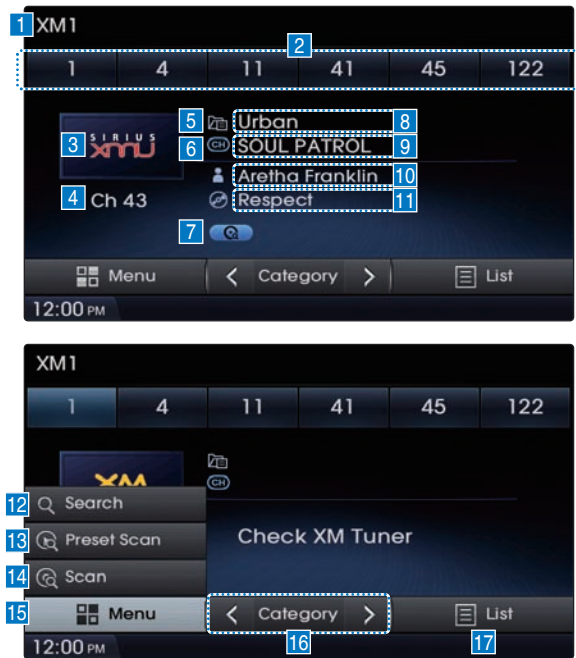 1 XM1
2
1 4 11 41 45 122
3 SIRIUS xmU
4 Ch 43
5 Urban 8
6 CH SOUL PATROL 9
Aretha Franklin 10
Respect 11
7
Menu < Category > List
12:00 PM
XM1
1 4 11 41 45 122
XM
CH
Check XM Tuner
12 Search
13 Preset Scan
14 Scan
15 Menu < Category > List
16 17
12:00 PM